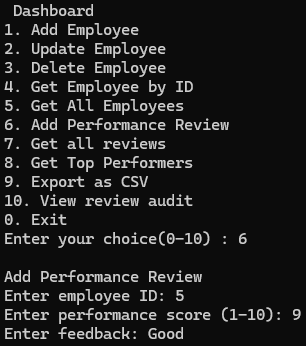 Dashboard
1. Add Employee
2. Update Employee
3. Delete Employee
4. Get Employee by ID
5. Get All Employees
6. Add Performance Review
7. Get all reviews
8. Get Top Performers
9. Export as CSV
10. View review audit
0. Exit
Enter your choice(0-10) : 6
Add Performance Review
Enter employee ID: 5
Enter performance score (1-10): 9
Enter feedback: Good